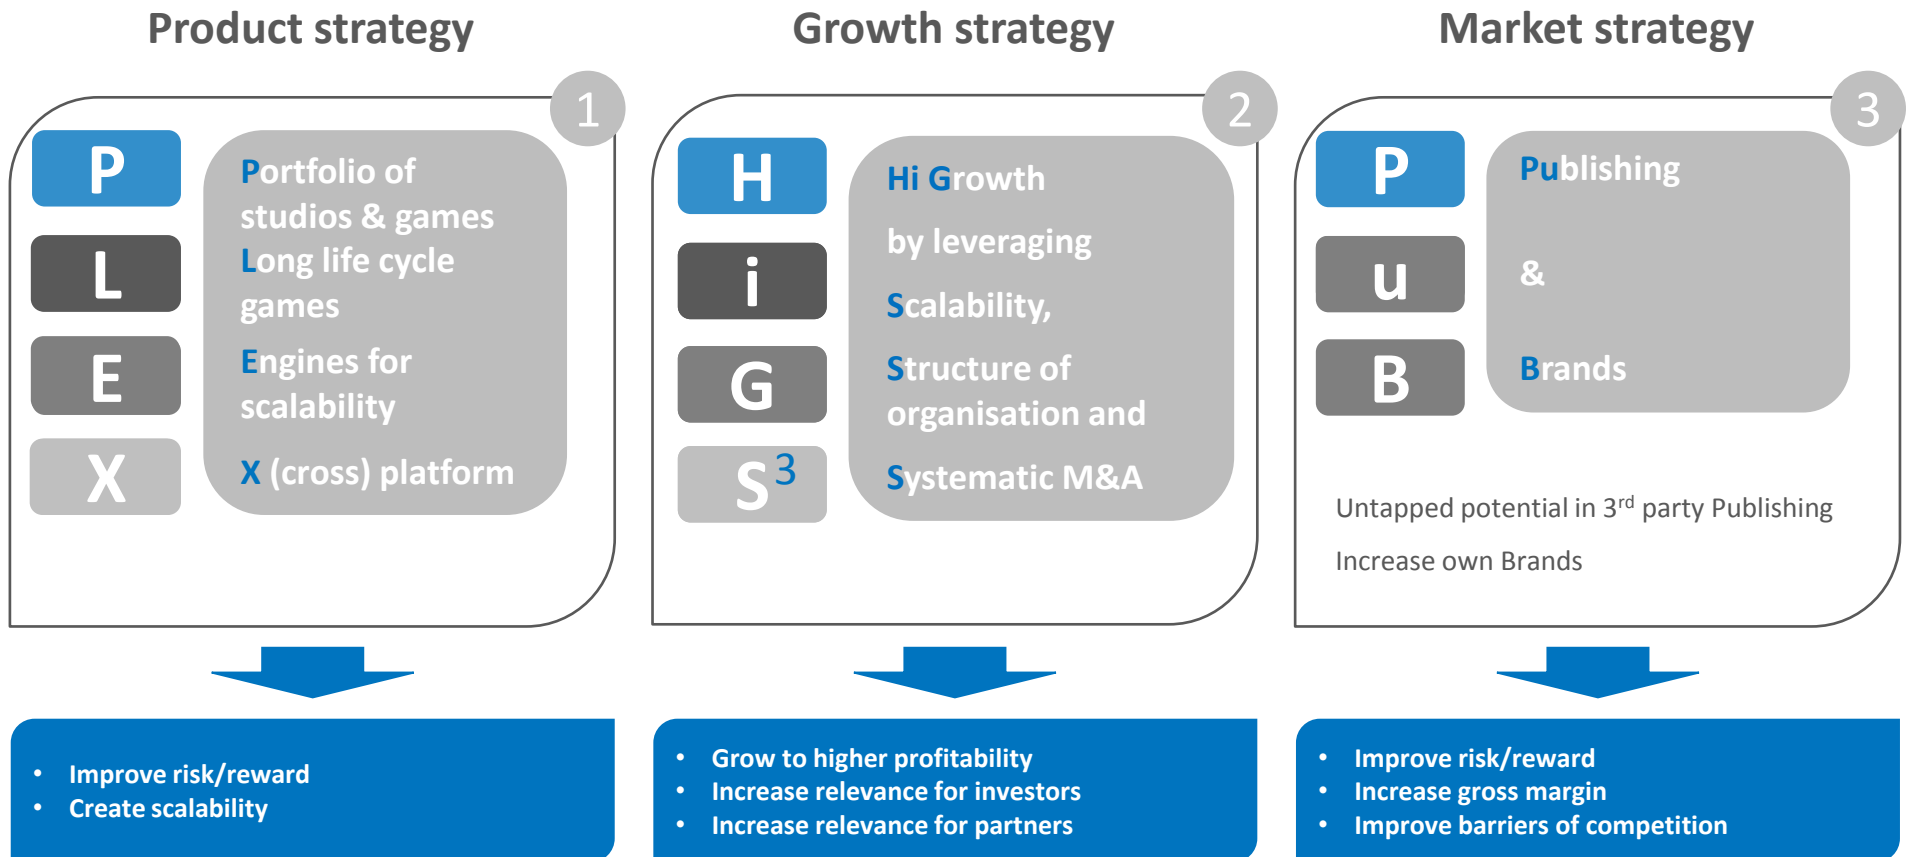 Product strategy
1
P
L
E
X
Portfolio of
studios & games
Long life cycle
games
Engines for
scalability
X (cross) platform
• Improve risk/reward
• Create scalability
Growth strategy
2
H
i
G
S³
Hi Growth
by leveraging
Scalability,
Structure of
organisation and
Systematic M&A
• Grow to higher profitability
• Increase relevance for investors
• Increase relevance for partners
Market strategy
3
P
u
B
Publishing
&
Brands
Untapped potential in 3rd party Publishing
Increase own Brands
• Improve risk/reward
• Increase gross margin
• Improve barriers of competition